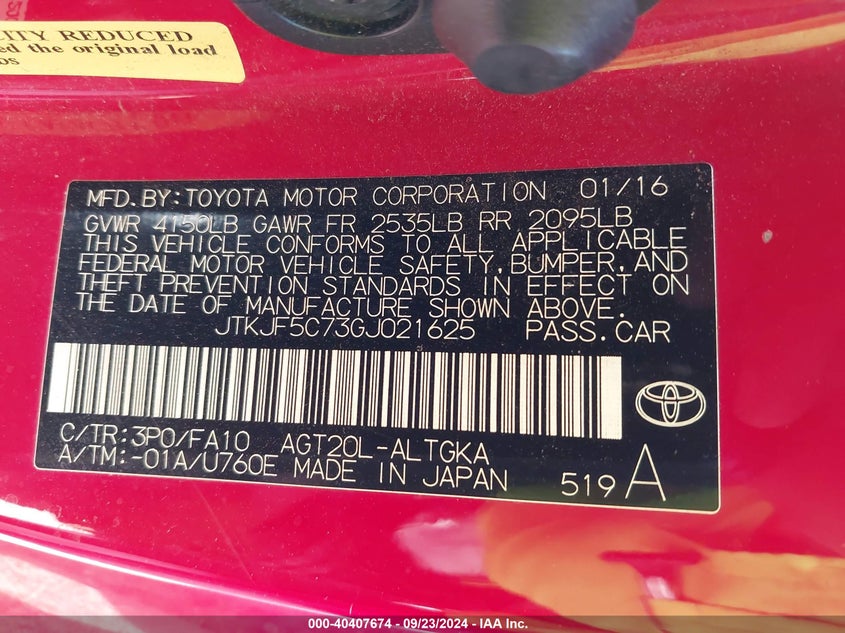 ITY REDUCED
ed the original load
os
MFD.BY:TOYOTA MOTOR CORPORATION 01/16
GVWR 4150LB GAWR FR 2535LB RR 2095LB
THIS VEHICLE CONFORMS TO ALL APPLICABLE
FEDERAL MOTOR VEHICLE SAFETY,BUMPER,AND
THEFT PREVENTION STANDARDS IN EFFECT ON
THE DATE OF MANUFACTURE SHOWN ABOVE.
JTKJF5C73GJ021625 PASS.CAR
C/TR:3P0/FA10 AGT20L-ALTGKA
A/TM:-01A/U760E MADE IN JAPAN 519A
000-40407674 - 09/23/2024 - IAA Inc.